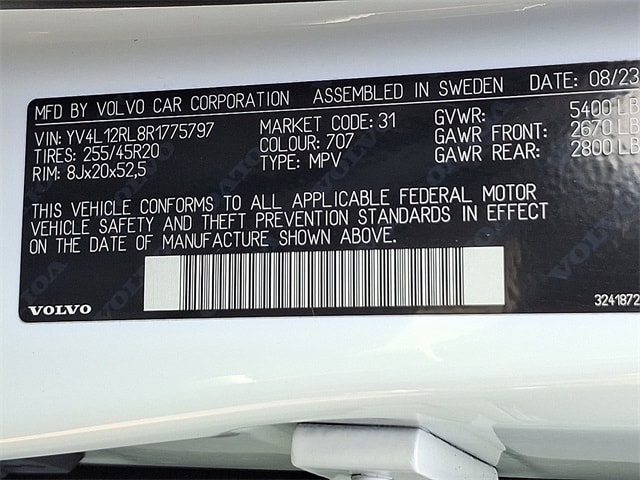 MFD BY VOLVO CAR CORPORATION ASSEMBLED IN SWEDEN DATE: 08/23
VIN: YV4L12RL8R1775797 MARKET CODE: 31 GVWR: 5400 LB
TIRES: 255/45R20 COLOUR: 707 GAWR FRONT: 2670 LB
RIM: 8Jx20x52,5 TYPE: MPV GAWR REAR: 2800 LB
THIS VEHICLE CONFORMS TO ALL APPLICABLE FEDERAL MOTOR
VEHICLE SAFETY AND THEFT PREVENTION STANDARDS IN EFFECT
ON THE DATE OF MANUFACTURE SHOWN ABOVE.
VOLVO 3241872